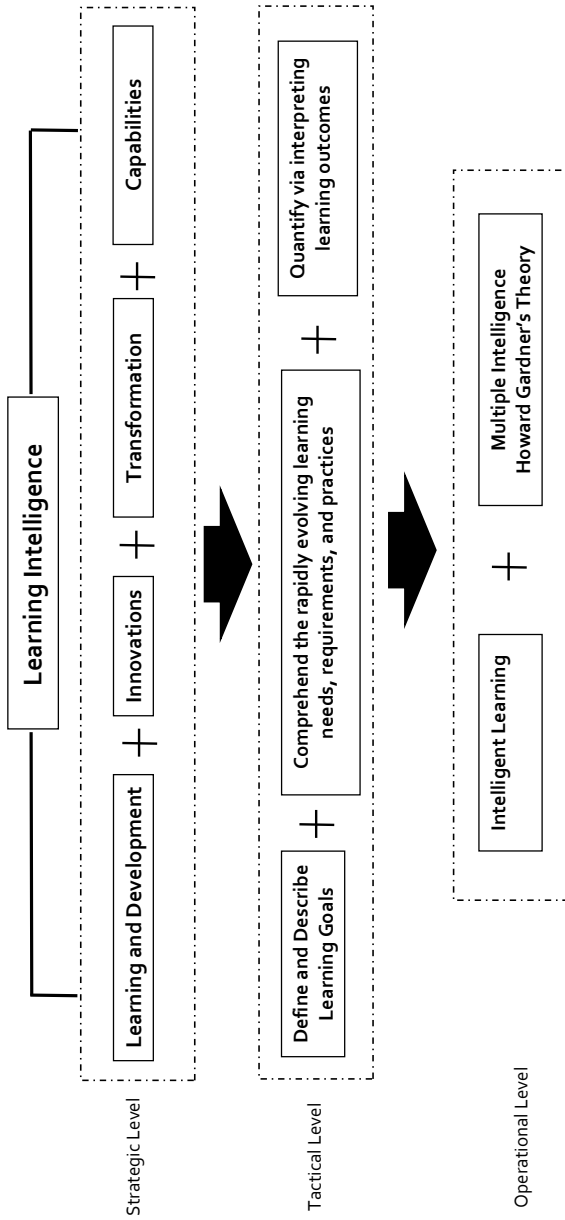 Learning Intelligence
Strategic Level
Learning and Development
+
Innovations
+
Transformation
+
Capabilities
Tactical Level
Define and Describe
Learning Goals
+
Comprehend the rapidly evolving learning
needs, requirements, and practices
+
Quantify via interpreting
learning outcomes
Operational Level
Intelligent Learning
+
Multiple Intelligence
Howard Gardner’s Theory